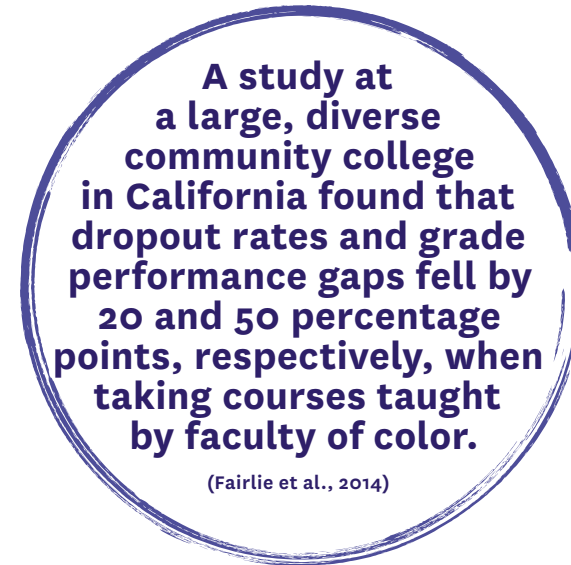 A study at
a large, diverse
community college
in California found that
dropout rates and grade
performance gaps fell by
20 and 50 percentage
points, respectively, when
taking courses taught
by faculty of color.
(Fairlie et al., 2014)